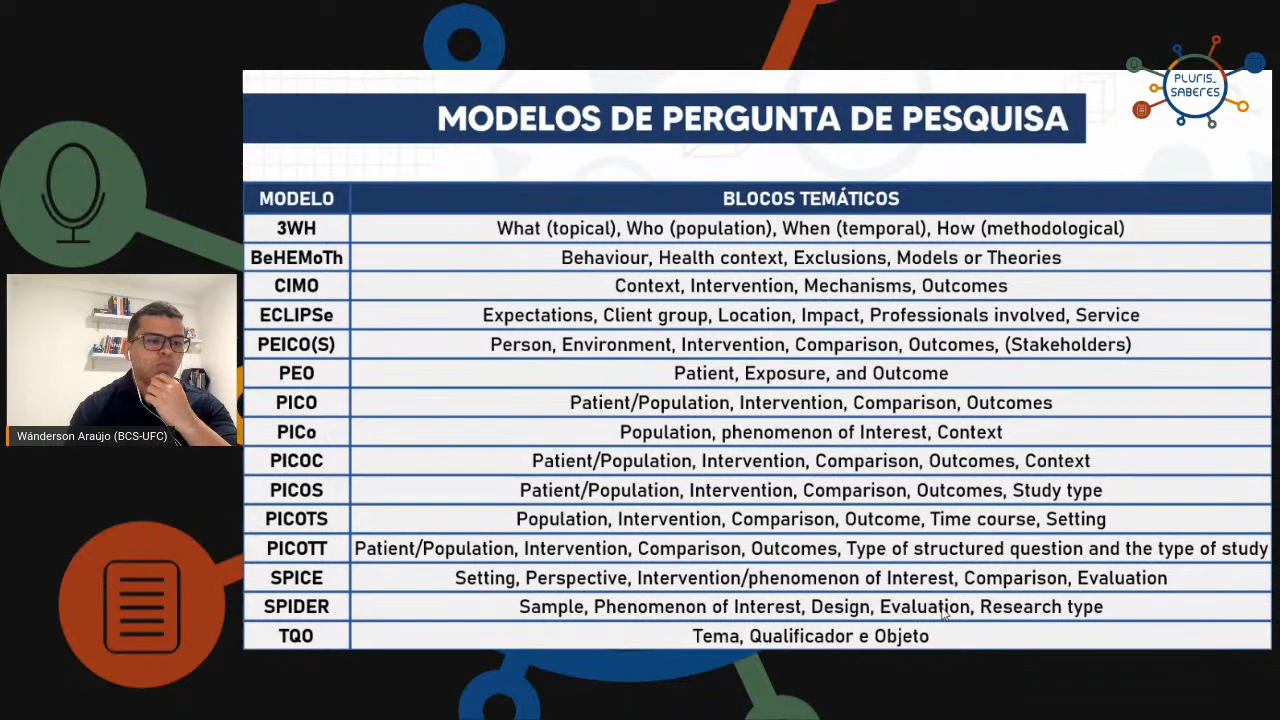 PLURIS_
SABERES
MODELOS DE PERGUNTA DE PESQUISA
MODELO BLOCOS TEMÁTICOS
3WH What (topical), Who (population), When (temporal), How (methodological)
BeHEMoTh Behaviour, Health context, Exclusions, Models or Theories
CIMO Context, Intervention, Mechanisms, Outcomes
ECLIPSe Expectations, Client group, Location, Impact, Professionals involved, Service
PEICO(S) Person, Environment, Intervention, Comparison, Outcomes, (Stakeholders)
PEO Patient, Exposure, and Outcome
PICO Patient/Population, Intervention, Comparison, Outcomes
PICo Population, phenomenon of Interest, Context
PICOC Patient/Population, Intervention, Comparison, Outcomes, Context
PICOS Patient/Population, Intervention, Comparison, Outcomes, Study type
PICOTS Population, Intervention, Comparison, Outcome, Time course, Setting
PICOTT Patient/Population, Intervention, Comparison, Outcomes, Type of structured question and the type of study
SPICE Setting, Perspective, Intervention/phenomenon of Interest, Comparison, Evaluation
SPIDER Sample, Phenomenon of Interest, Design, Evaluation, Research type
TQO Tema, Qualificador e Objeto
Wánderson Araújo (BCS-UFC)